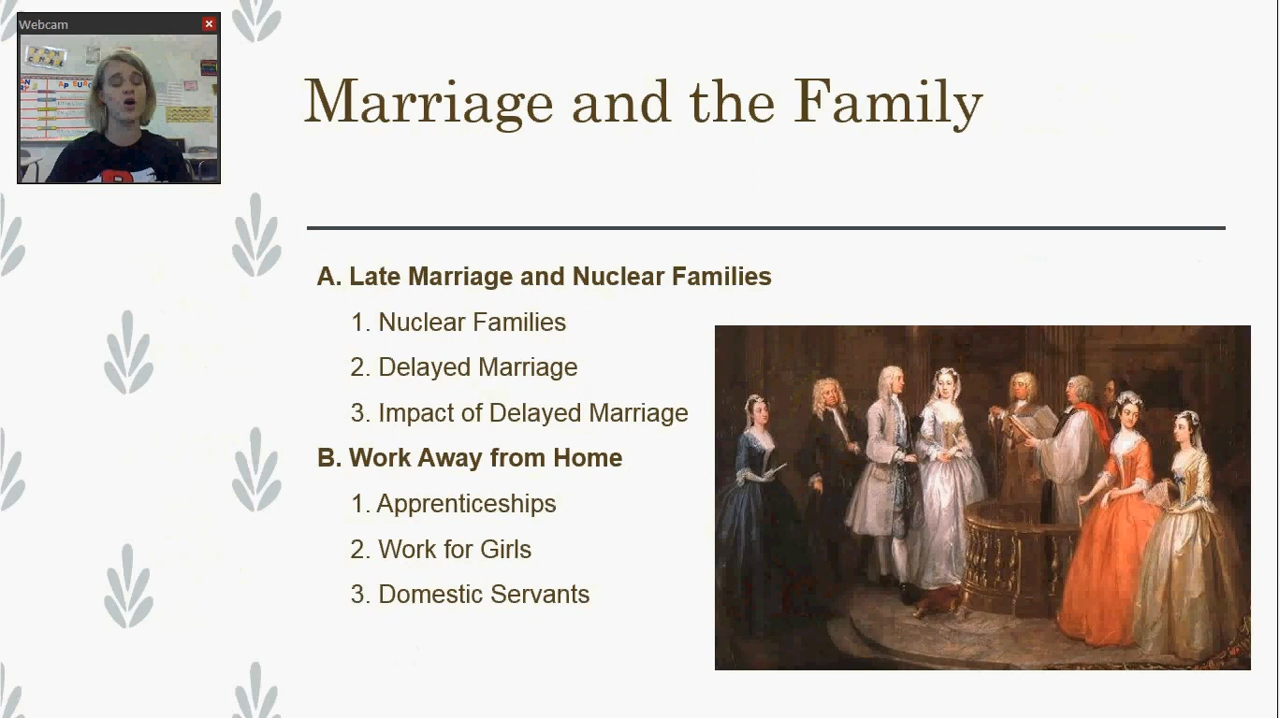 Webcam
Marriage and the Family
A. Late Marriage and Nuclear Families
1. Nuclear Families
2. Delayed Marriage
3. Impact of Delayed Marriage
B. Work Away from Home
1. Apprenticeships
2. Work for Girls
3. Domestic Servants